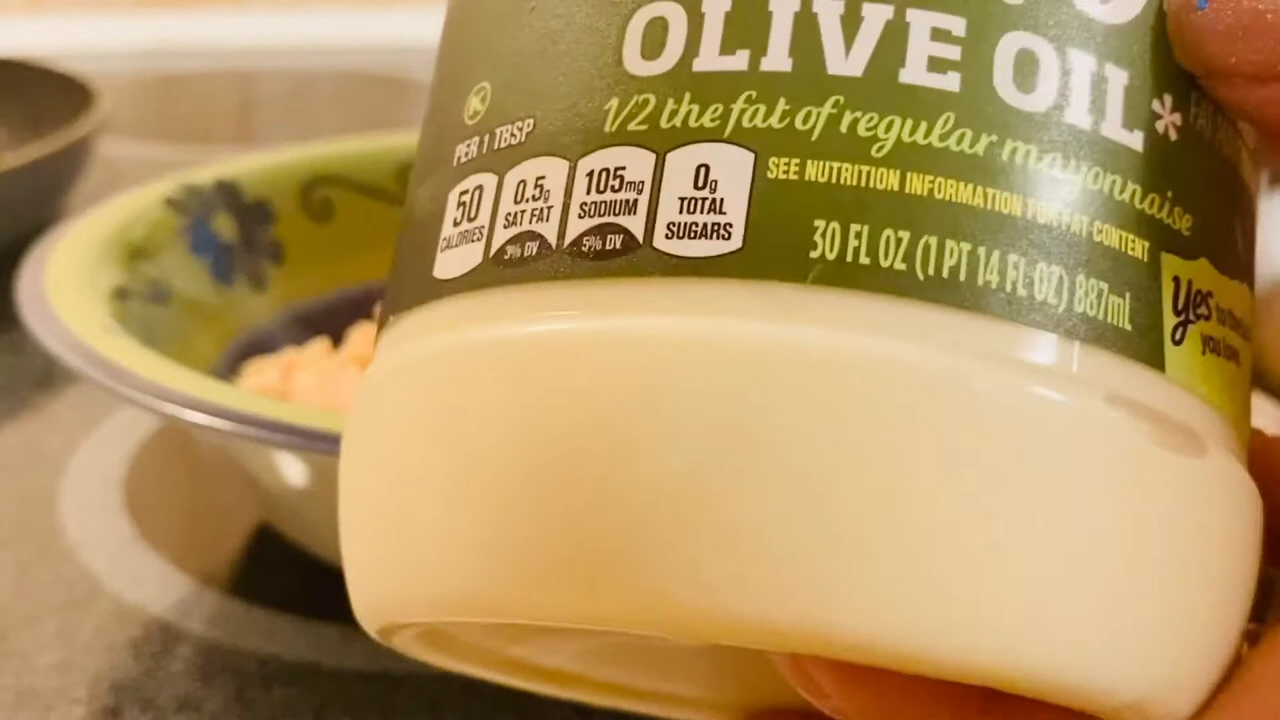 OLIVE OIL*
1/2 the fat of regular mayonnaise
SEE NUTRITION INFORMATION FOR FAT CONTENT
K
PER 1 TBSP
50
CALORIES
0.5g
SAT FAT
3% DV
105mg
SODIUM
5% DV
0g
TOTAL
SUGARS
30 FL OZ (1 PT 14 FL OZ) 887mL
Yes
you love